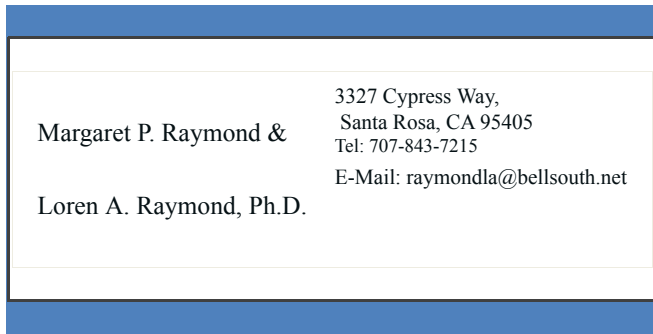 Margaret P. Raymond &
Loren A. Raymond, Ph.D.
3327 Cypress Way,
Santa Rosa, CA 95405
Tel: 707-843-7215
E-Mail: raymondla@bellsouth.net